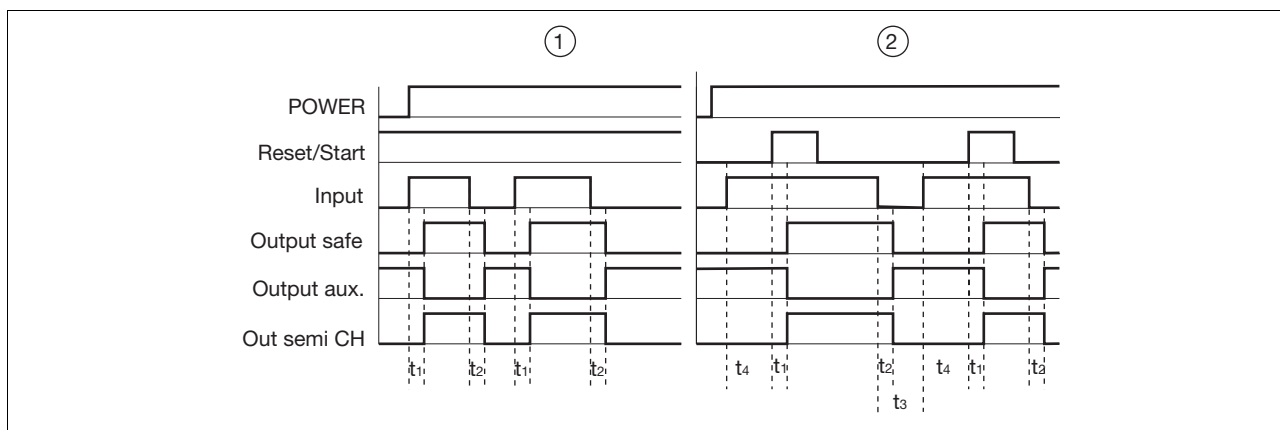 ① ②
POWER
Reset/Start
Input
Output safe
Output aux.
Out semi CH
t1 t2 t1 t2 t4 t1 t2 t4 t1 t2
t3